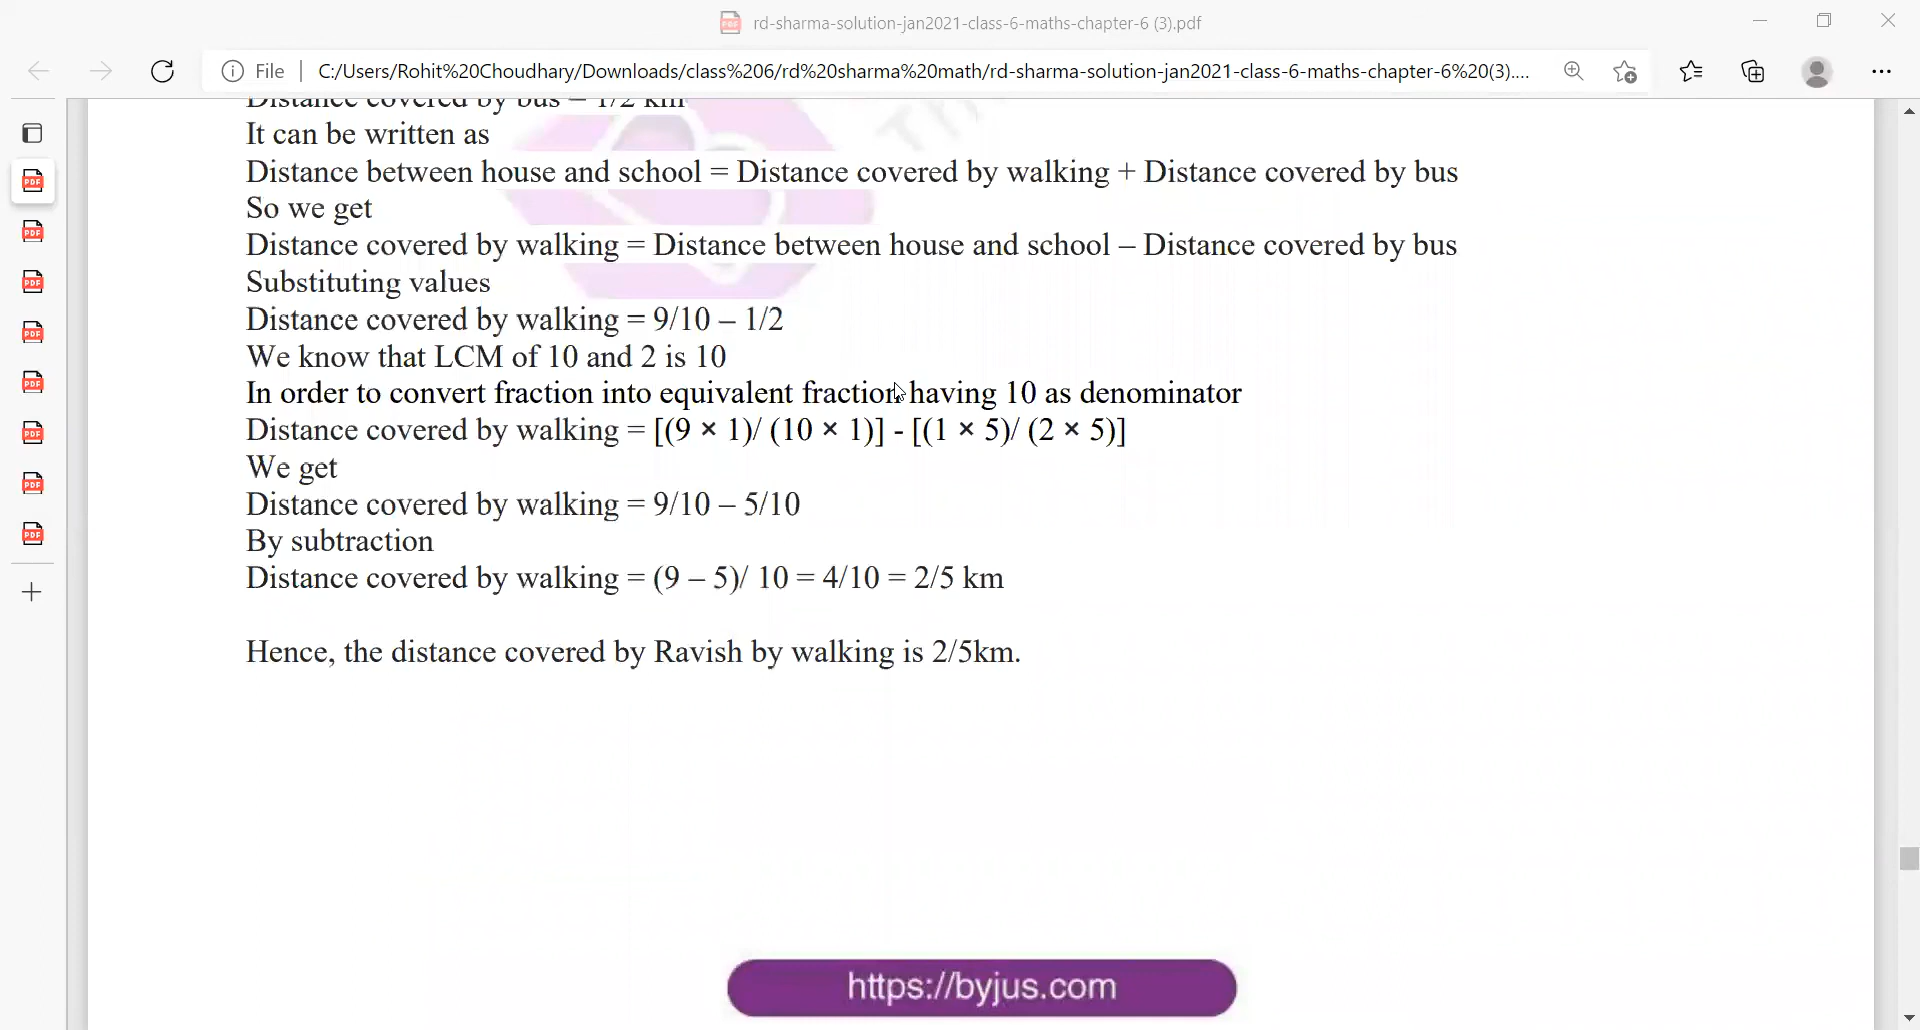 rd-sharma-solution-jan2021-class-6-maths-chapter-6 (3).pdf
File | C:/Users/Rohit%20Choudhary/Downloads/class%206/rd%20sharma%20math/rd-sharma-solution-jan2021-class-6-maths-chapter-6%20(3)....
Distance covered by bus = 1/2 km
It can be written as
Distance between house and school = Distance covered by walking + Distance covered by bus
So we get
Distance covered by walking = Distance between house and school – Distance covered by bus
Substituting values
Distance covered by walking = 9/10 – 1/2
We know that LCM of 10 and 2 is 10
In order to convert fraction into equivalent fraction having 10 as denominator
Distance covered by walking = [(9 × 1)/ (10 × 1)] - [(1 × 5)/ (2 × 5)]
We get
Distance covered by walking = 9/10 – 5/10
By subtraction
Distance covered by walking = (9 – 5)/ 10 = 4/10 = 2/5 km
Hence, the distance covered by Ravish by walking is 2/5km.
https://byjus.com